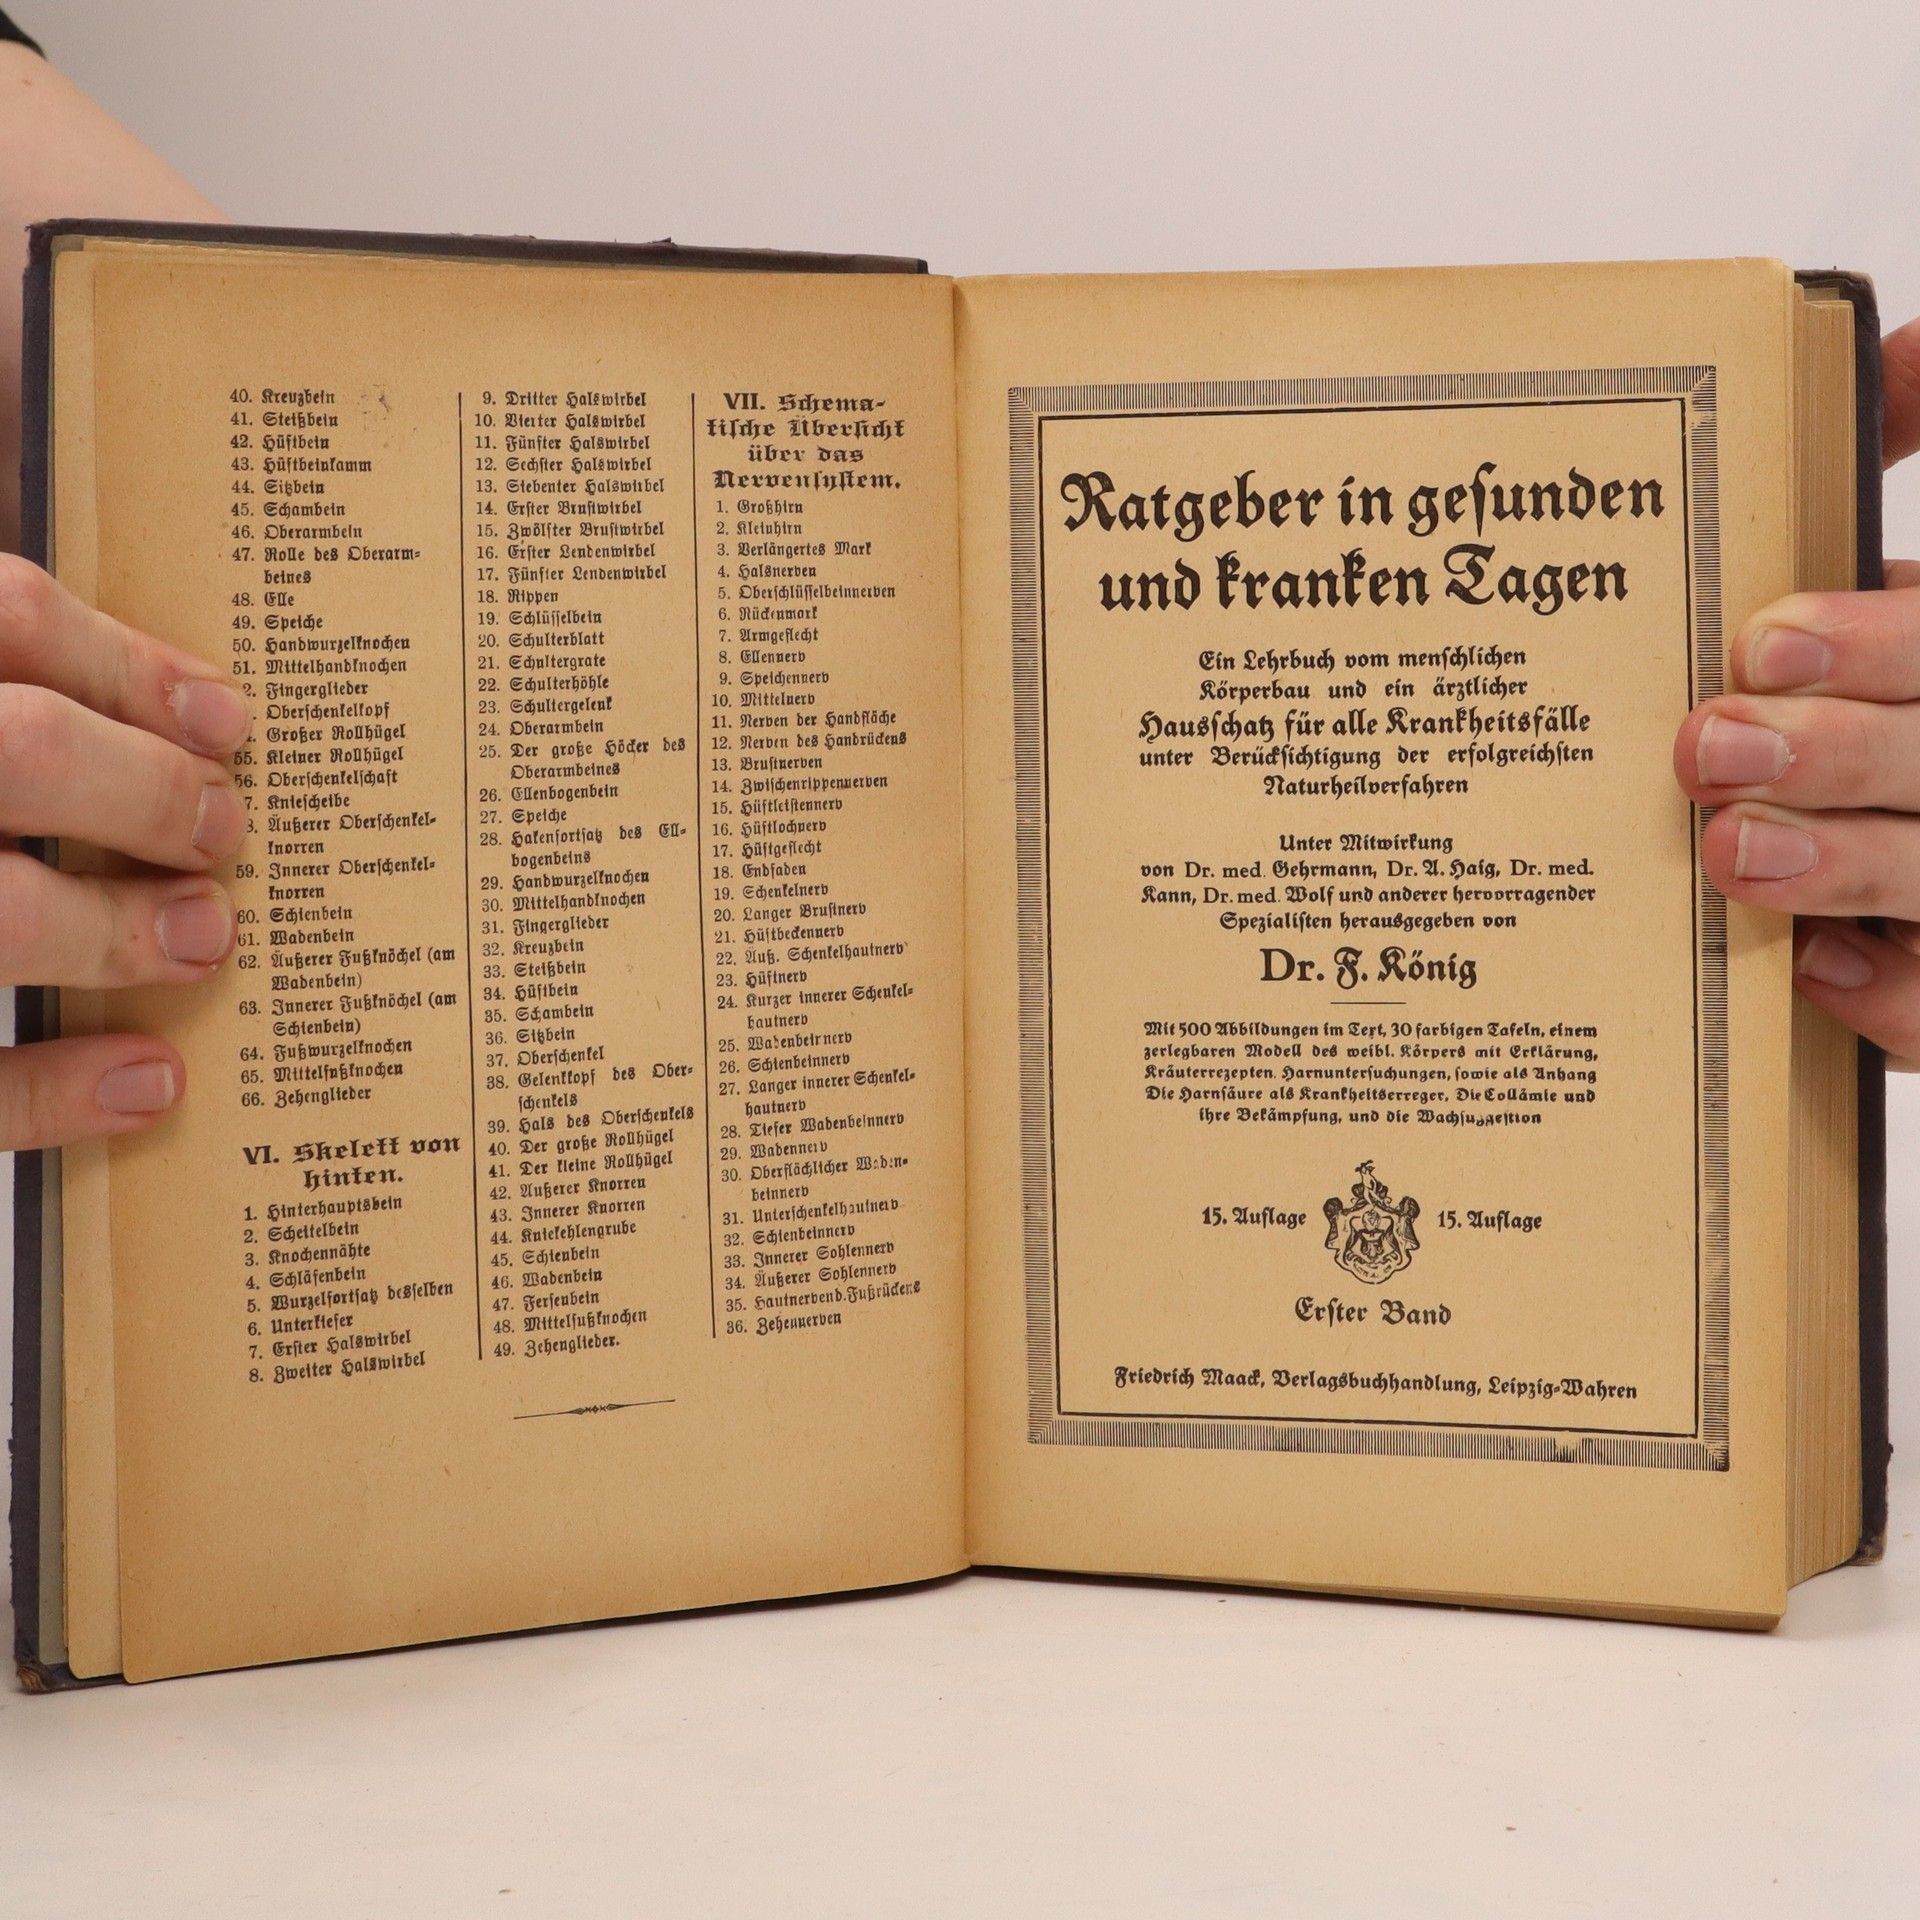 40. Kreuzbein
41. Steißbein
42. Hüftbein
43. Hüftbeinkamm
44. Sitzbein
45. Schambein
46. Oberarmbein
47. Rolle des Oberarm-
beines
48. Elle
49. Speiche
50. Handwurzelknochen
51. Mittelhandknochen
2. Fingerglieder
. Oberschenkelkopf
. Großer Rollhügel
55. Kleiner Rollhügel
56. Oberschenkelschaft
7. Kniescheibe
8. Äußerer Oberschenkel-
knorren
59. Innerer Oberschenkel-
knorren
60. Schienbein
61. Wadenbein
62. Äußerer Fußknöchel (am
Wadenbein)
63. Innerer Fußknöchel (am
Schienbein)
64. Fußwurzelknochen
65. Mittelfußknochen
66. Zehenglieder
VI. Skelett von
hinten.
1. Hinterhauptsbein
2. Scheitelbein
3. Knochennähte
4. Schläfenbein
5. Wurzelfortsatz desselben
6. Unterkiefer
7. Erster Halswirbel
8. Zweiter Halswirbel
9. Dritter Halswirbel
10. Vierter Halswirbel
11. Fünfter Halswirbel
12. Sechster Halswirbel
13. Siebenter Halswirbel
14. Erster Brustwirbel
15. Zwölfter Brustwirbel
16. Erster Lendenwirbel
17. Fünfter Lendenwirbel
18. Rippen
19. Schlüsselbein
20. Schulterblatt
21. Schultergrate
22. Schulterhöhle
23. Schultergelenk
24. Oberarmbein
25. Der große Höcker des
Oberarmbeines
26. Ellenbogenbein
27. Speiche
28. Hakenfortsatz des Ell-
bogenbeins
29. Handwurzelknochen
30. Mittelhandknochen
31. Fingerglieder
32. Kreuzbein
33. Steißbein
34. Hüftbein
35. Schambein
36. Sitzbein
37. Oberschenkel
38. Gelenkkopf des Ober-
schenkels
39. Hals des Oberschenkels
40. Der große Rollhügel
41. Der kleine Rollhügel
42. Äußerer Knorren
43. Innerer Knorren
44. Kniekehlengrube
45. Schienbein
46. Wadenbein
47. Fersenbein
48. Mittelfußknochen
49. Zehenglieder.
VII. Schema-
tische Übersicht
über das
Nervensystem.
1. Großhirn
2. Kleinhirn
3. Verlängertes Mark
4. Halsnerven
5. Oberschlüsselbeinnerven
6. Rückenmark
7. Armgeflecht
8. Ellennerv
9. Speichennerv
10. Mittelnerv
11. Nerven der Handfläche
12. Nerven des Handrückens
13. Brustnerven
14. Zwischenrippennerven
15. Hüftleistennerv
16. Hüftlochnerv
17. Hüftgeflecht
18. Endfaden
19. Schenkelnerv
20. Langer Brustnerv
21. Hüftbeckennerv
22. Äuß. Schenkelhautnerv
23. Hüftnerv
24. Kurzer innerer Schenkel-
hautnerv
25. Wadenbeinnerv
26. Schienbeinnerv
27. Langer innerer Schenkel-
hautnerv
28. Tiefer Wadenbeinnerv
29. Wadennerv
30. Oberflächlicher Waden-
beinnerv
31. Unterschenkelhautnerv
32. Schienbeinnerv
33. Innerer Sohlennerv
34. Äußerer Sohlennerv
35. Hautnervend. Fußrückens
36. Zehennerven
Ratgeber in gesunden
und kranken Tagen
Ein Lehrbuch vom menschlichen
Körperbau und ein ärztlicher
Hausschatz für alle Krankheitsfälle
unter Berücksichtigung der erfolgreichsten
Naturheilverfahren
Unter Mitwirkung
von Dr. med. Gehrmann, Dr. A. Haig, Dr. med.
Kann, Dr. med. Wolf und anderer hervorragender
Spezialisten herausgegeben von
Dr. F. König
Mit 500 Abbildungen im Text, 30 farbigen Tafeln, einem
zerlegbaren Modell des weibl. Körpers mit Erklärung,
Kräuterrezepten, Harnuntersuchungen, sowie als Anhang
Die Harnsäure als Krankheitserreger, Die Collämie und
ihre Bekämpfung, und die Wachsuggestion
15. Auflage 15. Auflage
Erster Band
Friedrich Maack, Verlagsbuchhandlung, Leipzig-Wahren